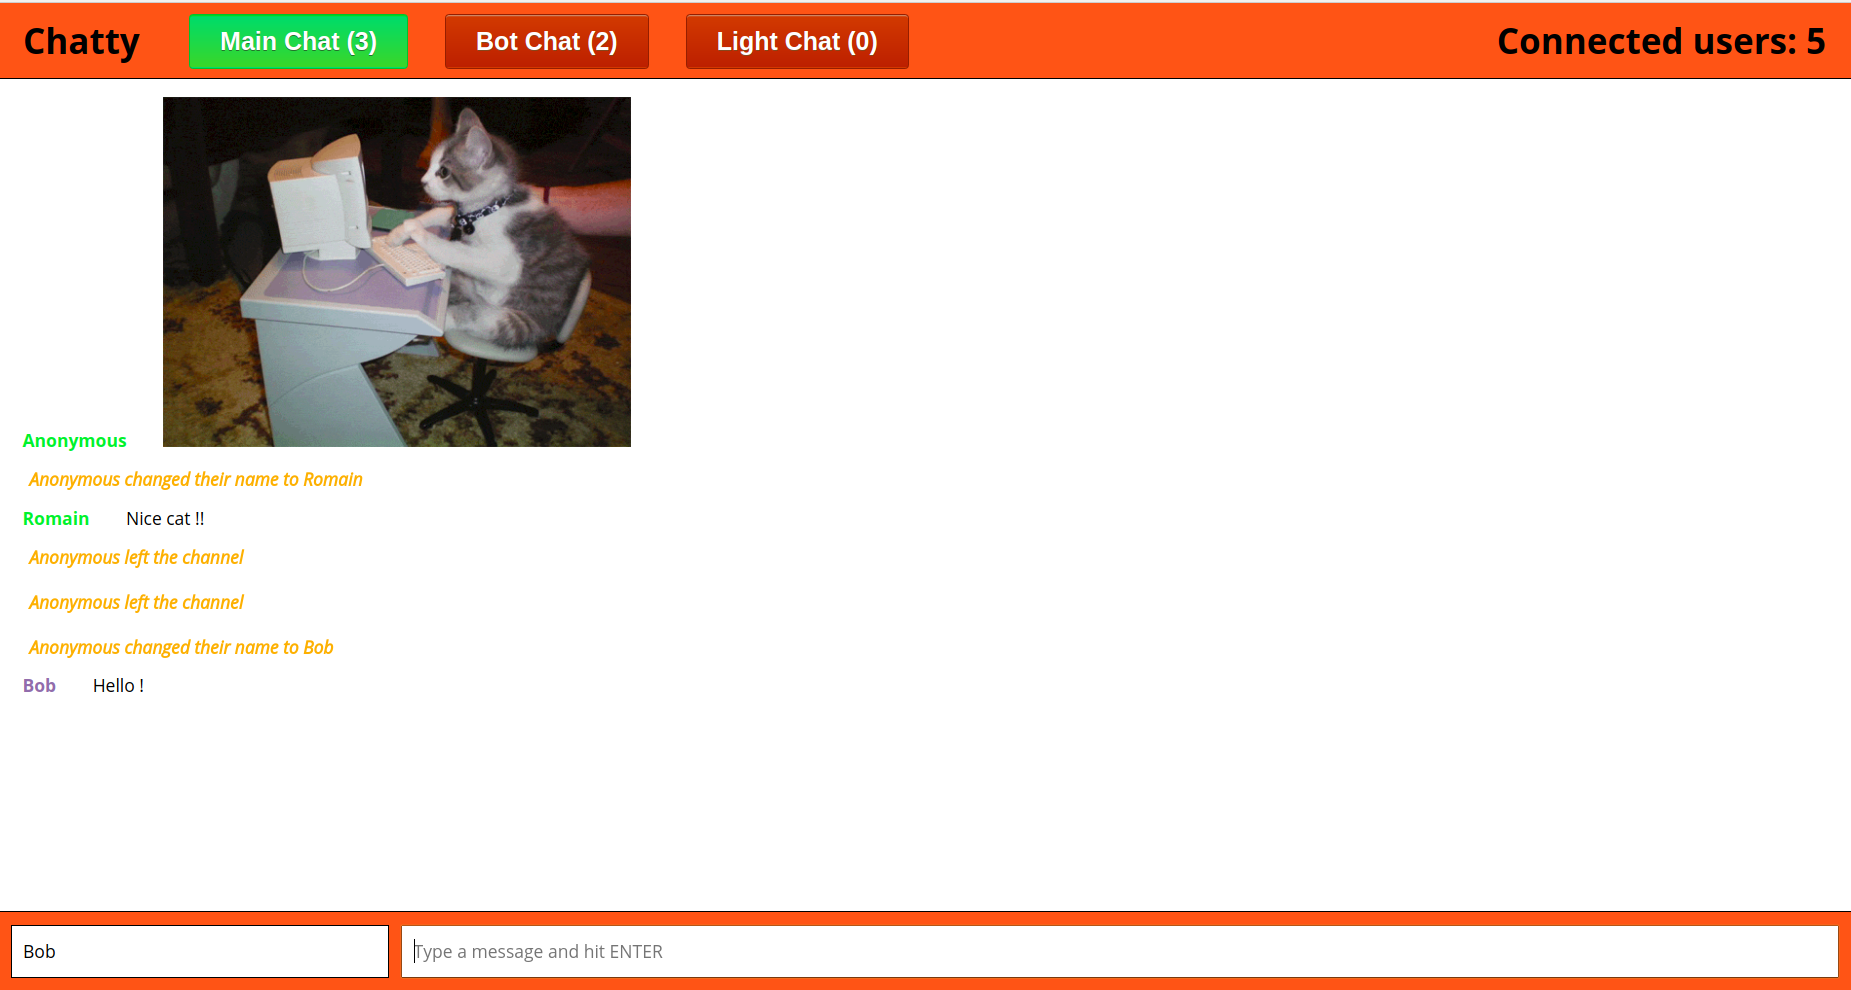 Chatty Main Chat (3) Bot Chat (2) Light Chat (0) Connected users: 5
Anonymous
Anonymous changed their name to Romain
Romain Nice cat !!
Anonymous left the channel
Anonymous left the channel
Anonymous changed their name to Bob
Bob Hello !
Bob Type a message and hit ENTER